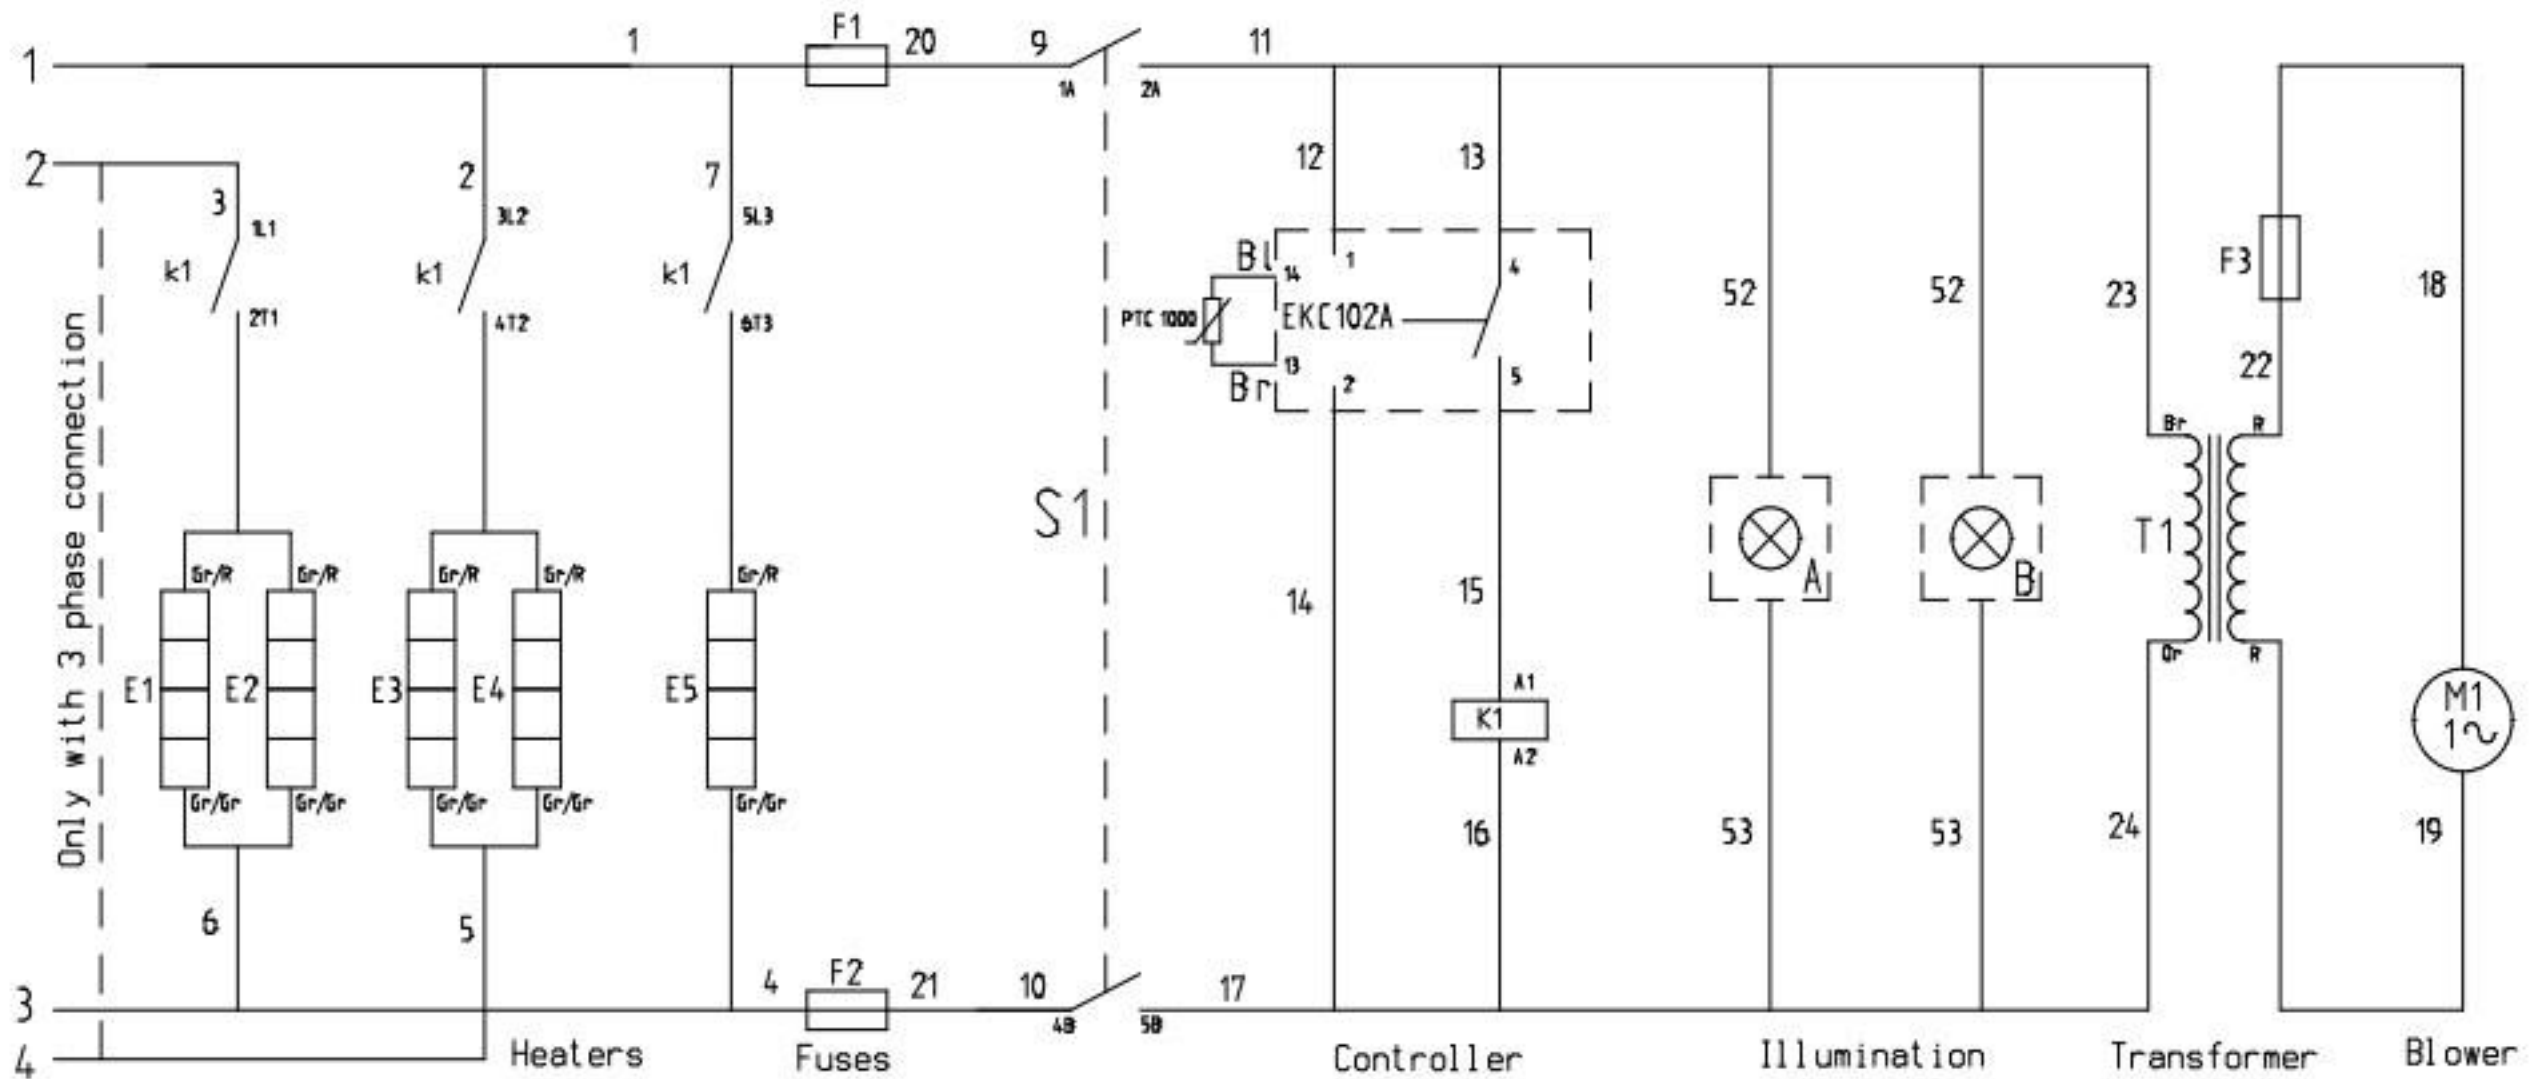 F1
1
20
9
11
1
1A
2A
2
3
2
7
12
13
1L1
3L2
5L3
k1
k1
k1
2T1
4T2
6T3
Bl
14
1
4
PTC 1000
EKC102A
13
Br
2
5
52
52
23
F3
22
18
Br
R
S1
T1
A
B
Only with 3 phase connection
Gr/R
Gr/R
Gr/R
Gr/R
Gr/R
14
15
E1
E2
E3
E4
E5
A1
K1
A2
Or
R
M1
1~
Gr/Gr
Gr/Gr
Gr/Gr
Gr/Gr
Gr/Gr
16
53
53
24
19
6
5
4
F2
21
10
17
3
4B
5B
4
Heaters
Fuses
Controller
Illumination
Transformer
Blower